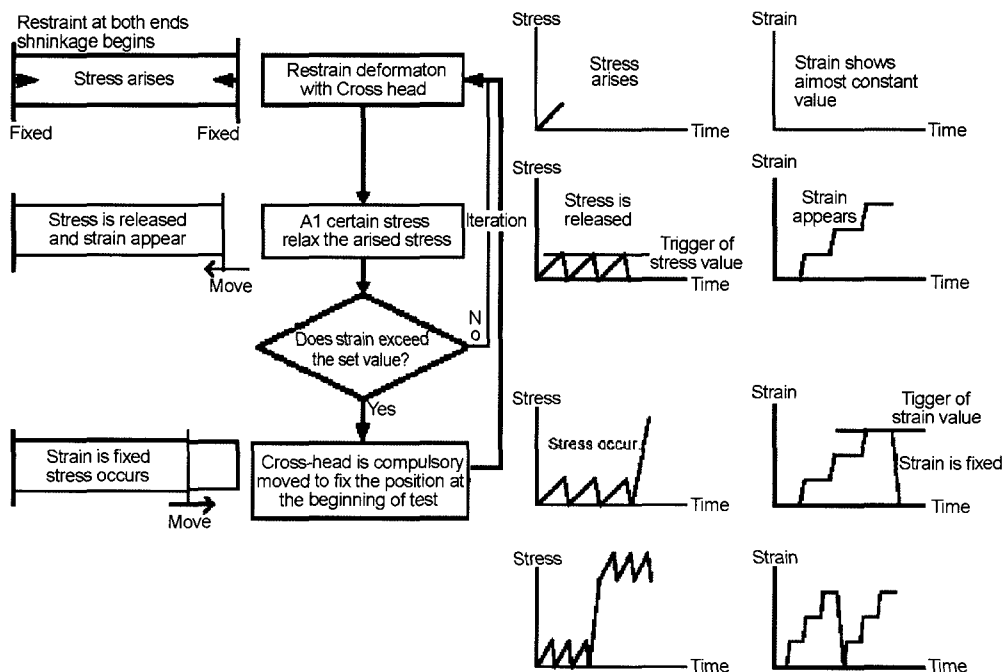 Restraint at both ends
shninkage begins
Stress arises
Fixed
Fixed
Restrain deformaton
with Cross head
Stress
Stress
arises
Time
Strain
Strain shows
aimost constant
value
Time
Stress is released
and strain appear
Move
A1 certain stress
relax the arised stress
Iteration
Stress
Stress is
released
Trigger of
stress value
Time
Strain
Strain
appears
Time
Does strain exceed
the set value?
N
o
Yes
Strain is fixed
stress occurs
Move
Cross-head is compulsory
moved to fix the position at
the beginning of test
Stress
Stress occur
Time
Strain
Tigger of
strain value
Strain is fixed
Time
Stress
Time
Strain
Time